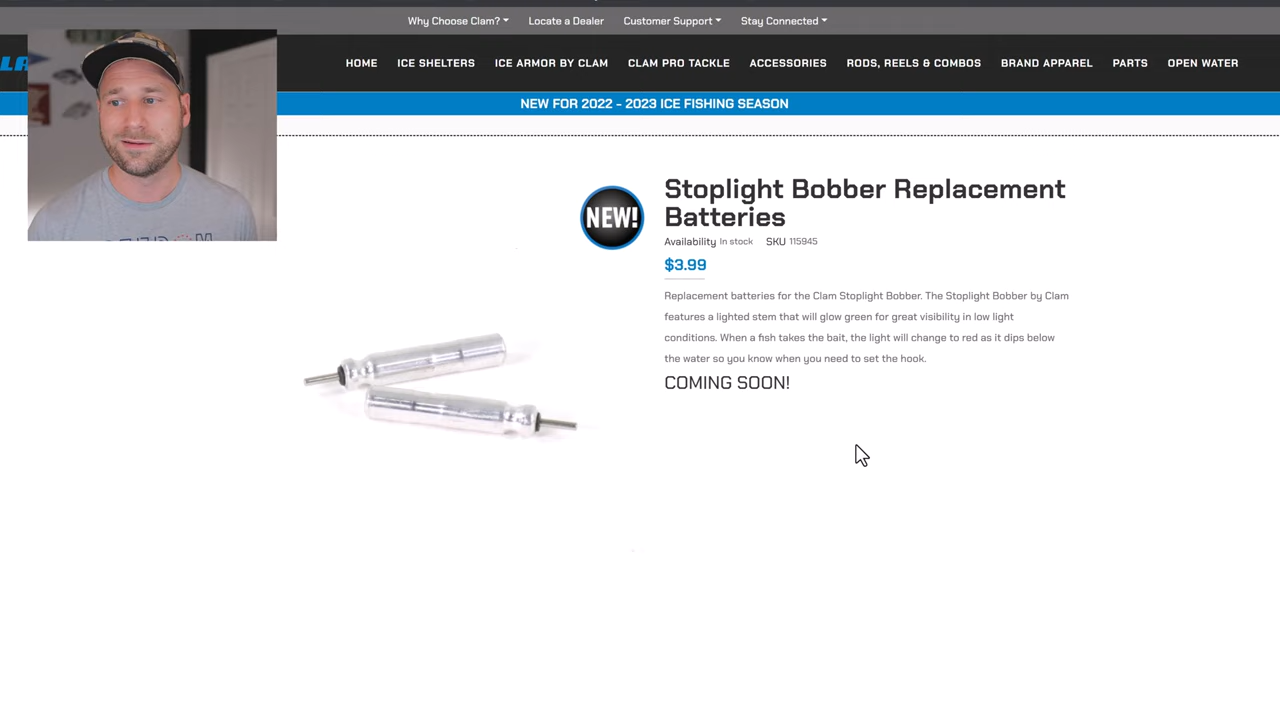 Why Choose Clam? Locate a Dealer Customer Support Stay Connected
HOME ICE SHELTERS ICE ARMOR BY CLAM CLAM PRO TACKLE ACCESSORIES RODS, REELS & COMBOS BRAND APPAREL PARTS OPEN WATER
NEW FOR 2022 - 2023 ICE FISHING SEASON
NEW!
Stoplight Bobber Replacement
Batteries
Availability In stock SKU 115945
$3.99
Replacement batteries for the Clam Stoplight Bobber. The Stoplight Bobber by Clam
features a lighted stem that will glow green for great visibility in low light
conditions. When a fish takes the bait, the light will change to red as it dips below
the water so you know when you need to set the hook.
COMING SOON!